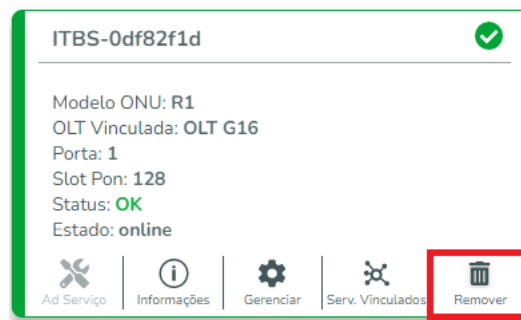 ITBS-0df82f1d
Modelo ONU: R1
OLT Vinculada: OLT G16
Porta: 1
Slot Pon: 128
Status: OK
Estado: online
Ad Serviço Informações Gerenciar Serv. Vinculados Remover